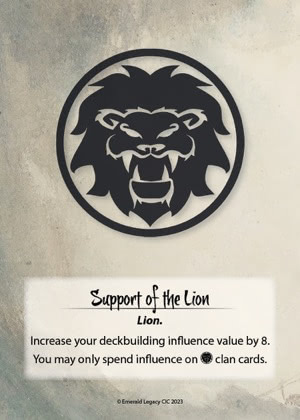 Support of the Lion
Lion.
Increase your deckbuilding influence value by 8.
You may only spend influence on clan cards.
© Emerald Legacy CIC 2023